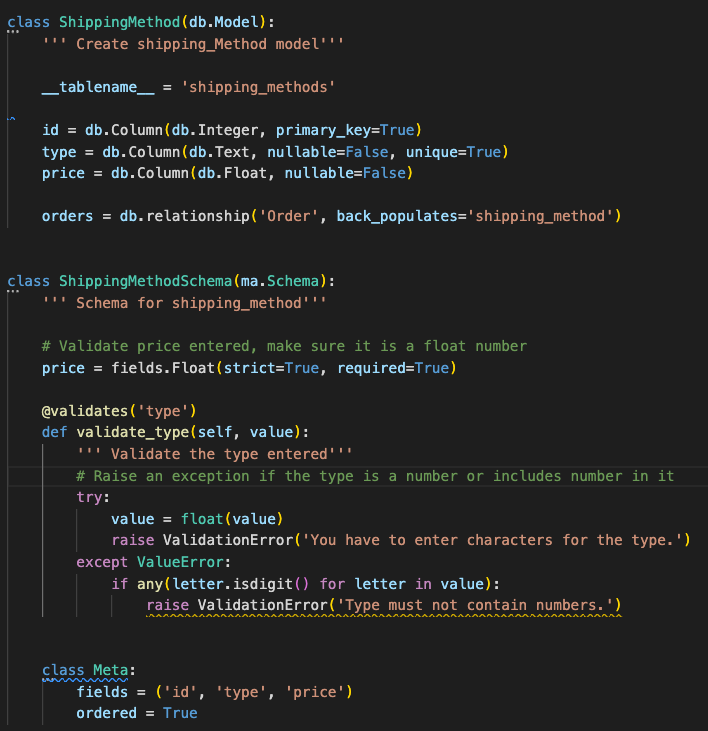 class ShippingMethod(db.Model):
    ''' Create shipping_Method model'''
    __tablename__ = 'shipping_methods'
    id = db.Column(db.Integer, primary_key=True)
    type = db.Column(db.Text, nullable=False, unique=True)
    price = db.Column(db.Float, nullable=False)
    orders = db.relationship('Order', back_populates='shipping_method')
class ShippingMethodSchema(ma.Schema):
    ''' Schema for shipping_method'''
    # Validate price entered, make sure it is a float number
    price = fields.Float(strict=True, required=True)
    @validates('type')
    def validate_type(self, value):
        ''' Validate the type entered'''
        # Raise an exception if the type is a number or includes number in it
        try:
            value = float(value)
            raise ValidationError('You have to enter characters for the type.')
        except ValueError:
            if any(letter.isdigit() for letter in value):
                raise ValidationError('Type must not contain numbers.')
    class Meta:
        fields = ('id', 'type', 'price')
        ordered = True